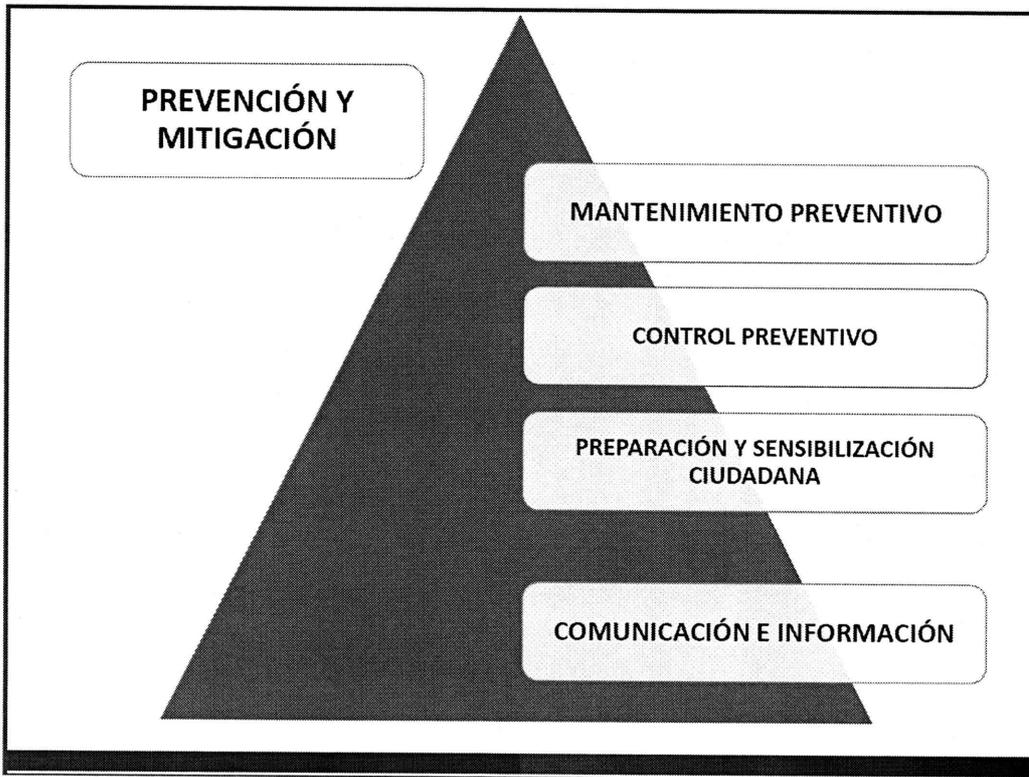 PREVENCIÓN Y
MITIGACIÓN
MANTENIMIENTO PREVENTIVO
CONTROL PREVENTIVO
PREPARACIÓN Y SENSIBILIZACIÓN
CIUDADANA
COMUNICACIÓN E INFORMACIÓN